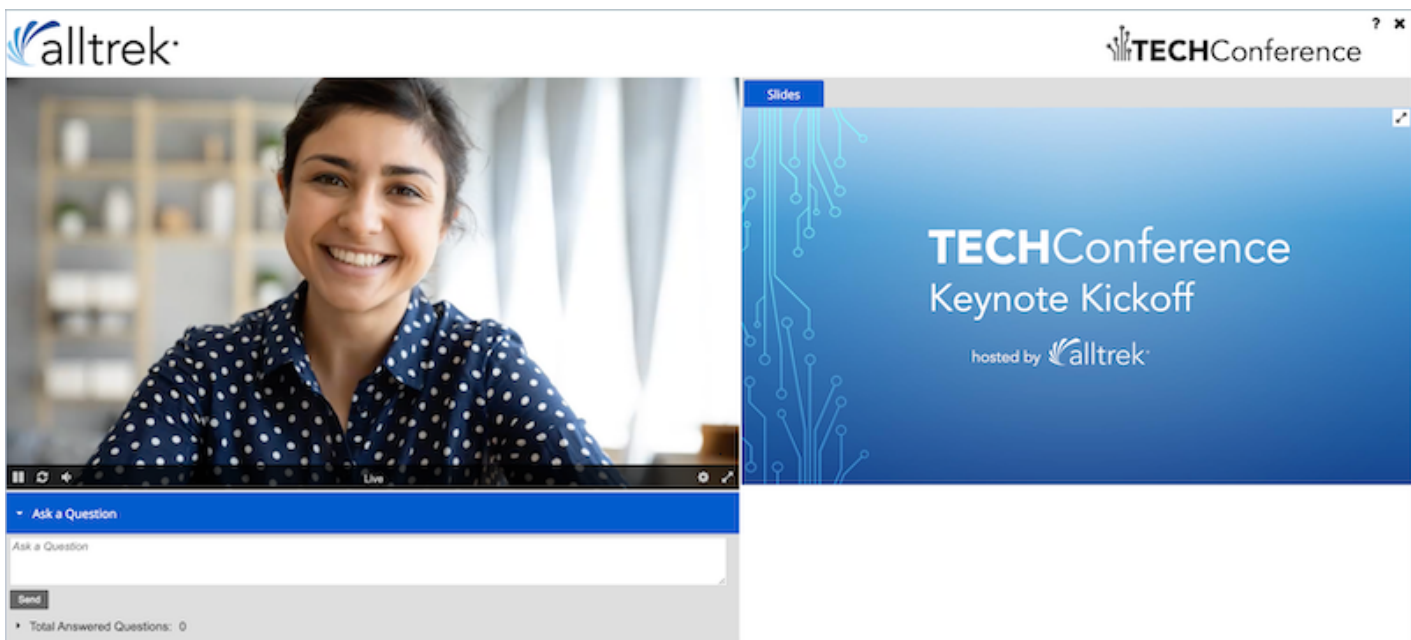 alltrek
TECHConference
?
Slides
TECHConference
Keynote Kickoff
hosted by alltrek
Live
Ask a Question
Ask a Question
Send
Total Answered Questions: 0